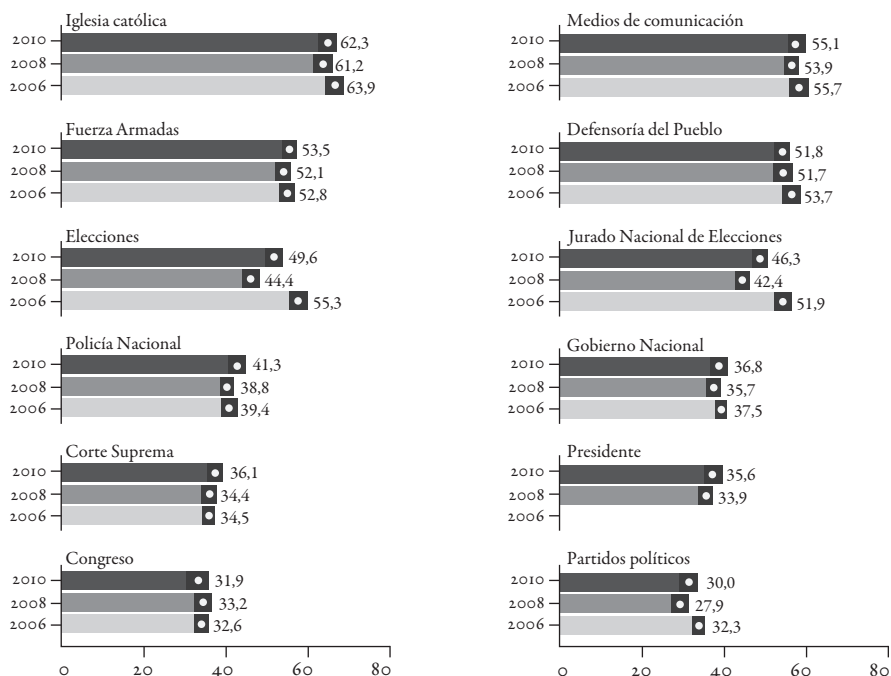 Iglesia católica
2010 62,3
2008 61,2
2006 63,9
Fuerza Armadas
2010 53,5
2008 52,1
2006 52,8
Elecciones
2010 49,6
2008 44,4
2006 55,3
Policía Nacional
2010 41,3
2008 38,8
2006 39,4
Corte Suprema
2010 36,1
2008 34,4
2006 34,5
Congreso
2010 31,9
2008 33,2
2006 32,6
0 20 40 60 80
Medios de comunicación
2010 55,1
2008 53,9
2006 55,7
Defensoría del Pueblo
2010 51,8
2008 51,7
2006 53,7
Jurado Nacional de Elecciones
2010 46,3
2008 42,4
2006 51,9
Gobierno Nacional
2010 36,8
2008 35,7
2006 37,5
Presidente
2010 35,6
2008 33,9
2006
Partidos políticos
2010 30,0
2008 27,9
2006 32,3
0 20 40 60 80